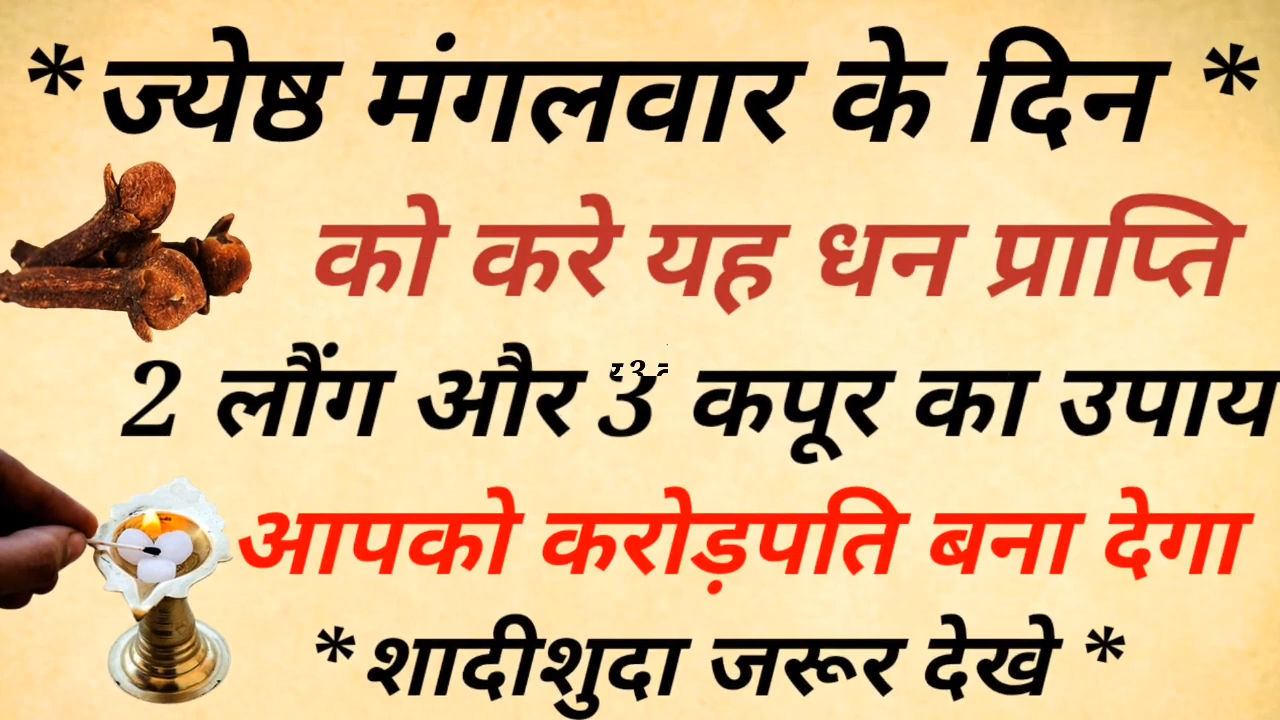 *ज्येष्ठ मंगलवार के दिन *
को करे यह धन प्राप्ति
2 लौंग और 3 कपूर का उपाय
आपको करोड़पति बना देगा
*शादीशुदा जरूर देखे *